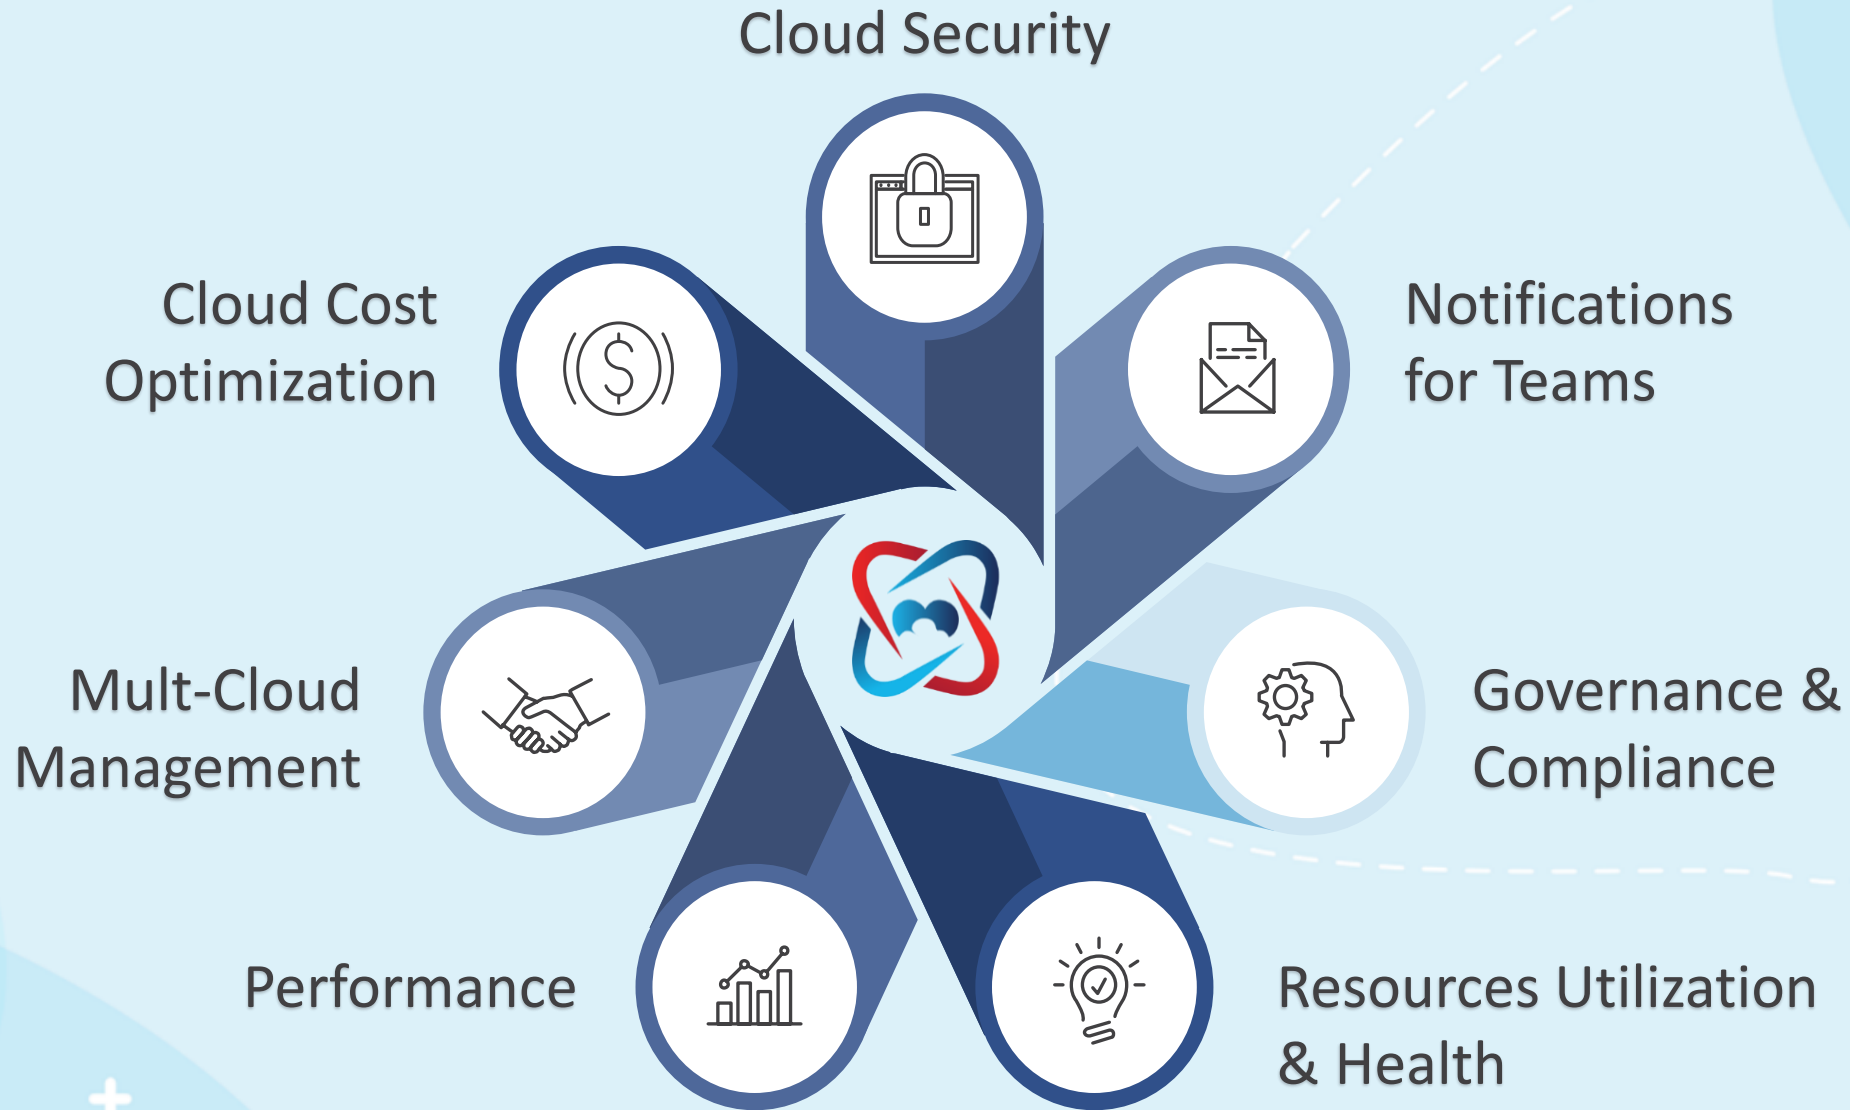 Cloud Security
Cloud Cost
Optimization
Notifications
for Teams
Mult-Cloud
Management
Governance &
Compliance
Performance
Resources Utilization
& Health